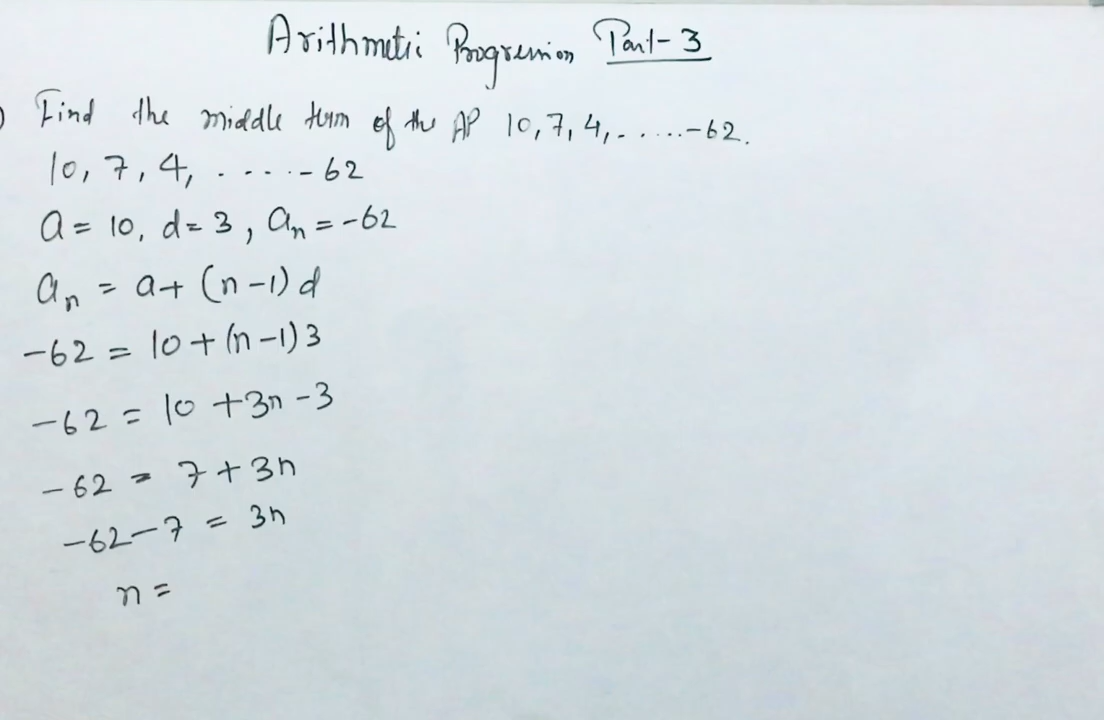 Arithmetic Progression Part-3
) Find the middle term of the AP 10, 7, 4, ......-62.
10, 7, 4, ......-62
a = 10, d = 3, aₙ = -62
aₙ = a + (n-1) d
-62 = 10 + (n-1) 3
-62 = 10 + 3n - 3
-62 = 7 + 3n
-62-7 = 3n
n =